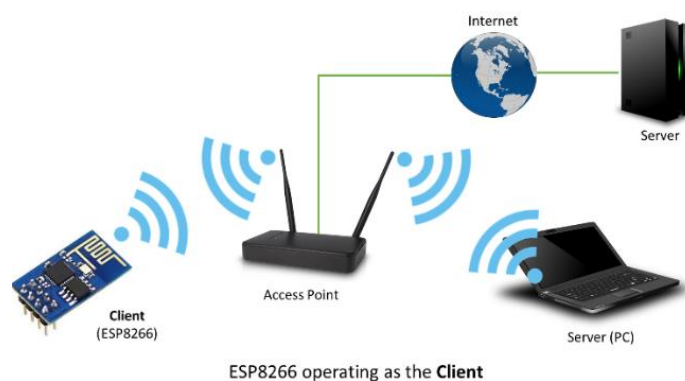 Internet
Server
Access Point
Client
(ESP8266)
Server (PC)
ESP8266 operating as the Client